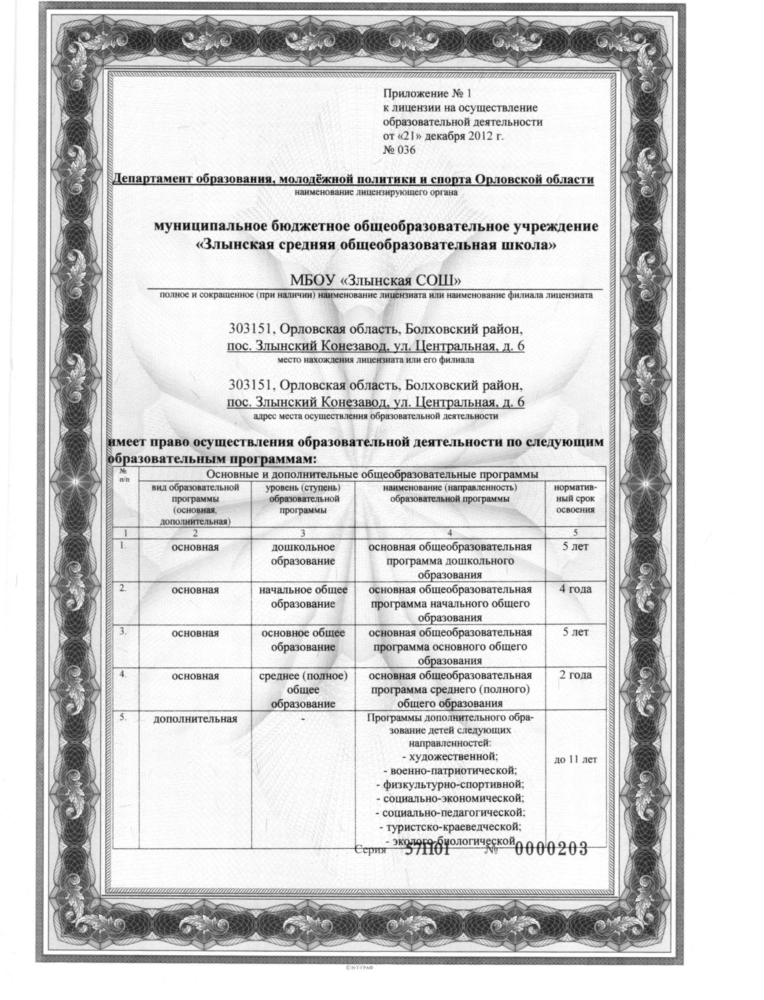 Приложение № 1
к лицензии на осуществление
образовательной деятельности
от «21» декабря 2012 г.
№ 036
Департамент образования, молодёжной политики и спорта Орловской области
наименование лицензирующего органа
муниципальное бюджетное общеобразовательное учреждение
«Злынская средняя общеобразовательная школа»
МБОУ «Злынская СОШ»
полное и сокращенное (при наличии) наименование лицензиата или наименование филиала лицензиата
303151, Орловская область, Болховский район,
пос. Злынский Конезавод, ул. Центральная, д. 6
место нахождения лицензиата или его филиала
303151, Орловская область, Болховский район,
пос. Злынский Конезавод, ул. Центральная, д. 6
адрес места осуществления образовательной деятельности
имеет право осуществления образовательной деятельности по следующим
образовательным программам:
№
п/п
Основные и дополнительные общеобразовательные программы
вид образовательной
программы
(основная,
дополнительная)
уровень (ступень)
образовательной
программы
наименование (направленность)
образовательной программы
норматив-
ный срок
освоения
1 2 3 4 5
1.
основная
дошкольное
образование
основная общеобразовательная
программа дошкольного
образования
5 лет
2.
основная
начальное общее
образование
основная общеобразовательная
программа начального общего
образования
4 года
3.
основная
основное общее
образование
основная общеобразовательная
программа основного общего
образования
5 лет
4.
основная
среднее (полное)
общее
образование
основная общеобразовательная
программа среднего (полного)
общего образования
2 года
5.
дополнительная
-
Программы дополнительного обра-
зование детей следующих
направленностей:
- художественной;
- военно-патриотической;
- физкультурно-спортивной;
- социально-экономической;
- социально-педагогической;
- туристско-краеведческой;
- эколого-биологической
до 11 лет
Серия 57П01 № 0000203
© Н·Т·ГРАФ